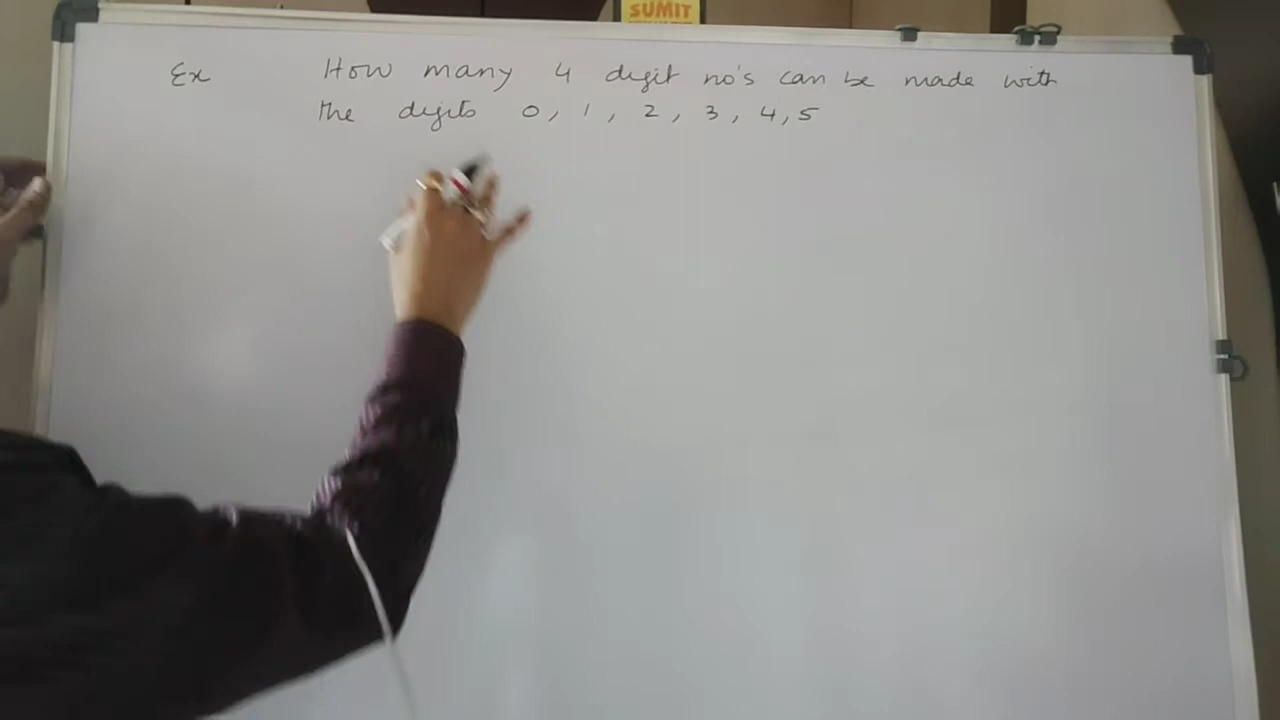 SUMIT
Ex How many 4 digit no's can be made with
the digits 0, 1, 2, 3, 4, 5